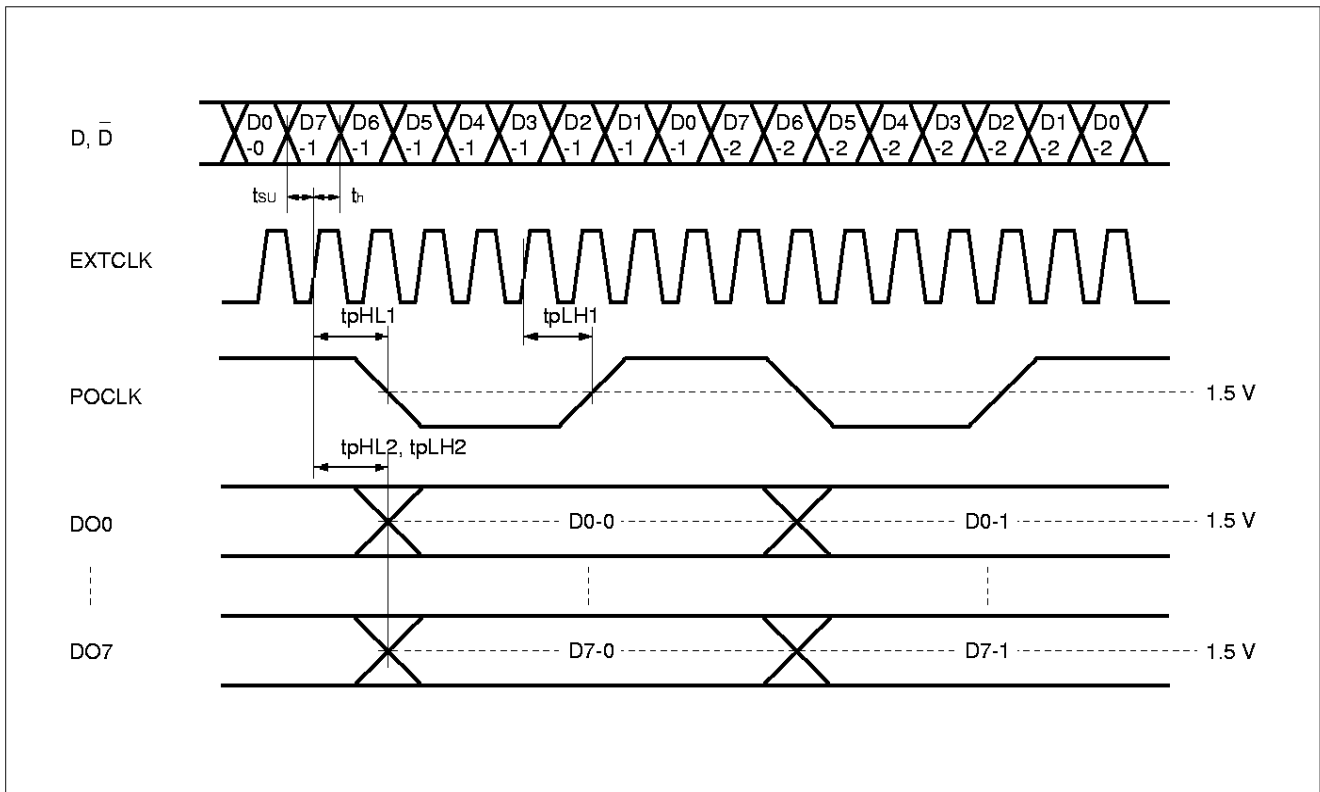 D, D̅
D0 D7 D6 D5 D4 D3 D2 D1 D0 D7 D6 D5 D4 D3 D2 D1 D0
-0 -1 -1 -1 -1 -1 -1 -1 -1 -2 -2 -2 -2 -2 -2 -2 -2
tSU th
EXTCLK
tpHL1 tpLH1
POCLK 1.5 V
tpHL2, tpLH2
DO0 D0-0 D0-1 1.5 V
DO7 D7-0 D7-1 1.5 V